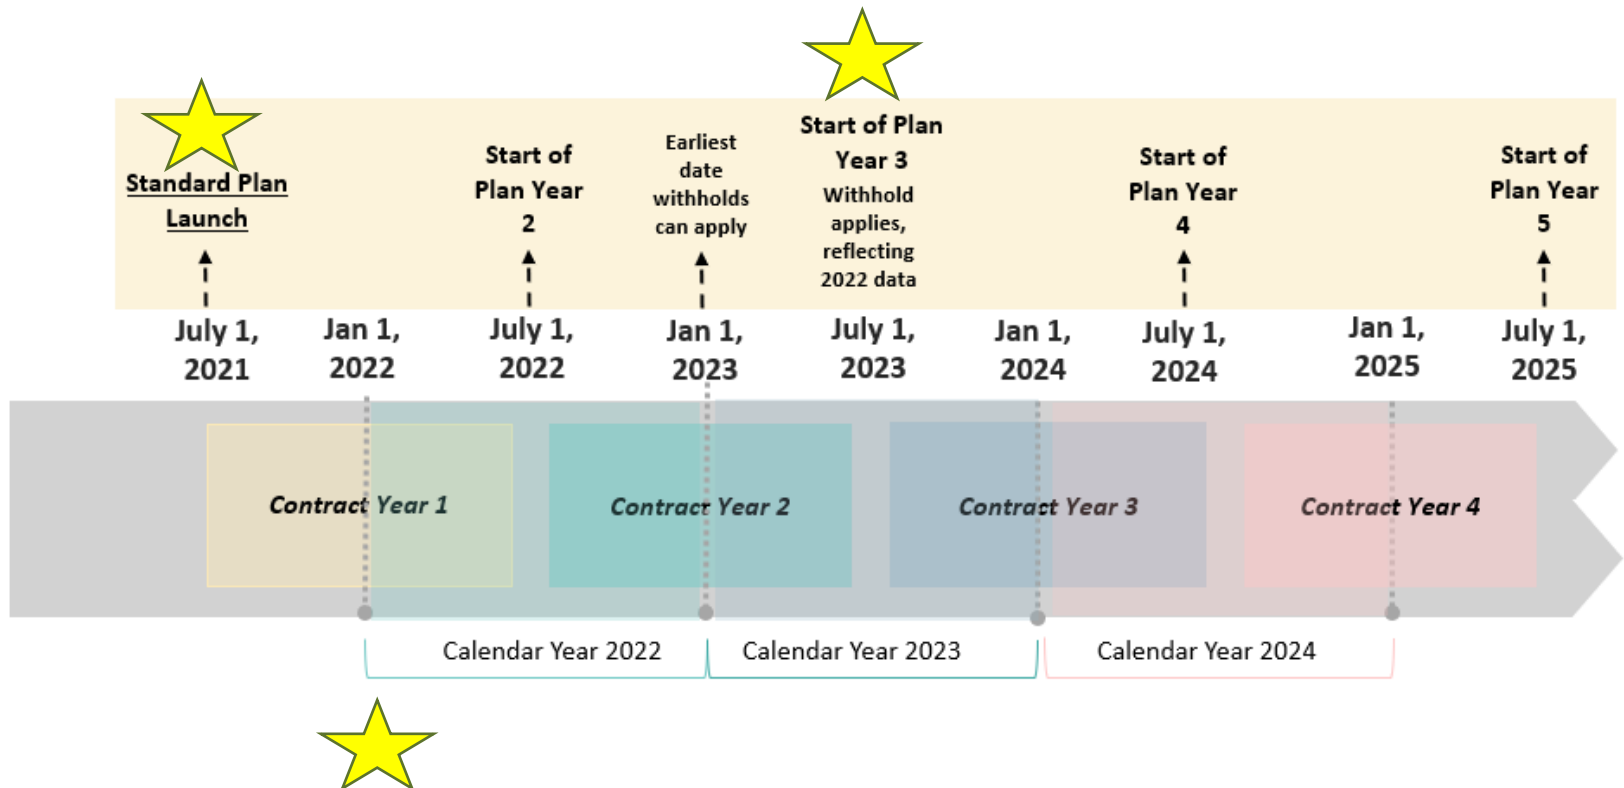 Standard Plan
Launch
Start of
Plan Year
2
Earliest
date
withholds
can apply
Start of Plan
Year 3
Withhold
applies,
reflecting
2022 data
Start of
Plan Year
4
Start of
Plan Year
5
July 1,
2021
Jan 1,
2022
July 1,
2022
Jan 1,
2023
July 1,
2023
Jan 1,
2024
July 1,
2024
Jan 1,
2025
July 1,
2025
Contract Year 1
Contract Year 2
Contract Year 3
Contract Year 4
Calendar Year 2022
Calendar Year 2023
Calendar Year 2024